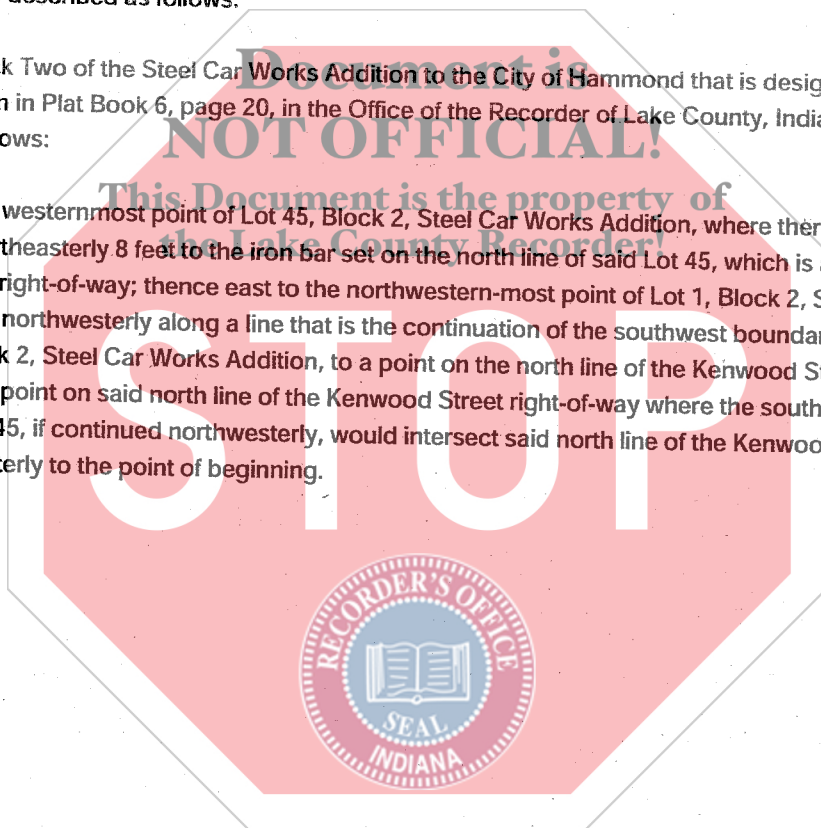 described as follows:
k Two of the Steel Car Works Addition to the City of Hammond that is desig
n in Plat Book 6, page 20, in the Office of the Recorder of Lake County, India
ows:
westernmost point of Lot 45, Block 2, Steel Car Works Addition, where ther
theasterly 8 feet to the iron bar set on the north line of said Lot 45, which is
right-of-way; thence east to the northwestern-most point of Lot 1, Block 2, S
northwesterly along a line that is the continuation of the southwest boundar
k 2, Steel Car Works Addition, to a point on the north line of the Kenwood S
point on said north line of the Kenwood Street right-of-way where the south
45, if continued northwesterly, would intersect said north line of the Kenwoo
terly to the point of beginning.
Document is
NOT OFFICIAL!
This Document is the property of
the Lake County Recorder!
STOP
RECORDER'S OFFICE
SEAL
INDIANA